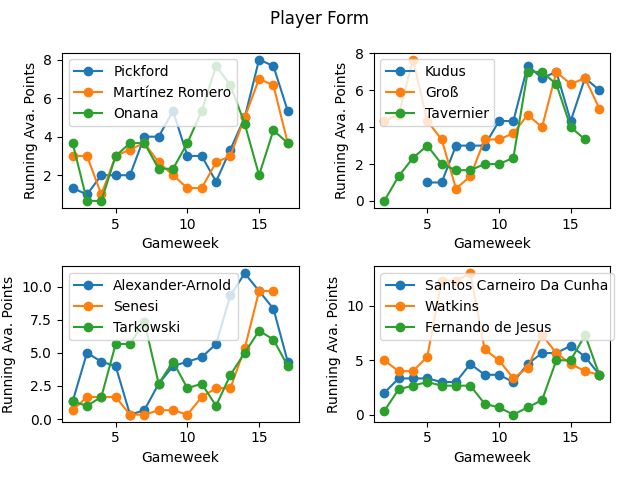 Player Form
Running Ava. Points
8
6
4
2
Pickford
Martínez Romero
Onana
5
10
15
Gameweek
Running Ava. Points
8
6
4
2
0
Kudus
Groß
Tavernier
5
10
15
Gameweek
Running Ava. Points
10.0
7.5
5.0
2.5
0.0
Alexander-Arnold
Senesi
Tarkowski
5
10
15
Gameweek
Running Ava. Points
10
5
0
Santos Carneiro Da Cunha
Watkins
Fernando de Jesus
5
10
15
Gameweek